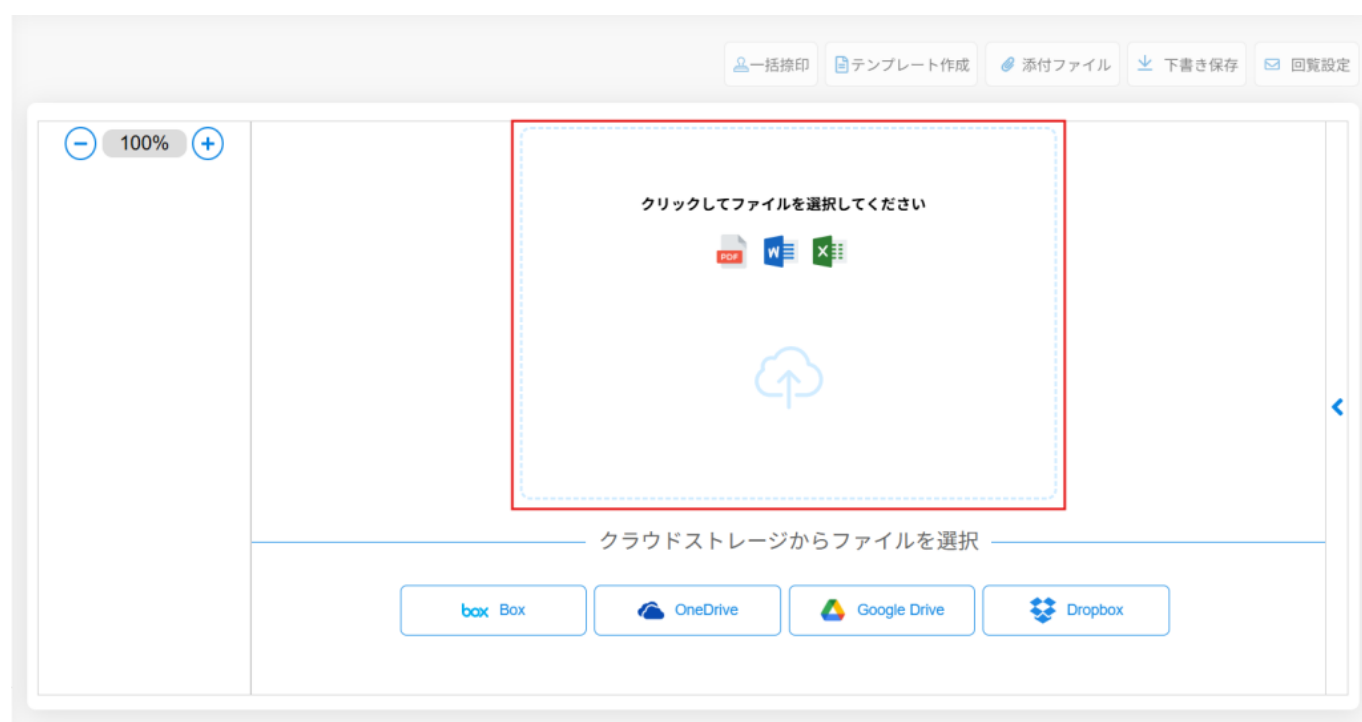 一括捺印 テンプレート作成 添付ファイル 下書き保存 回覧設定
100%
クリックしてファイルを選択してください
PDF W X
クラウドストレージからファイルを選択
box Box OneDrive Google Drive Dropbox